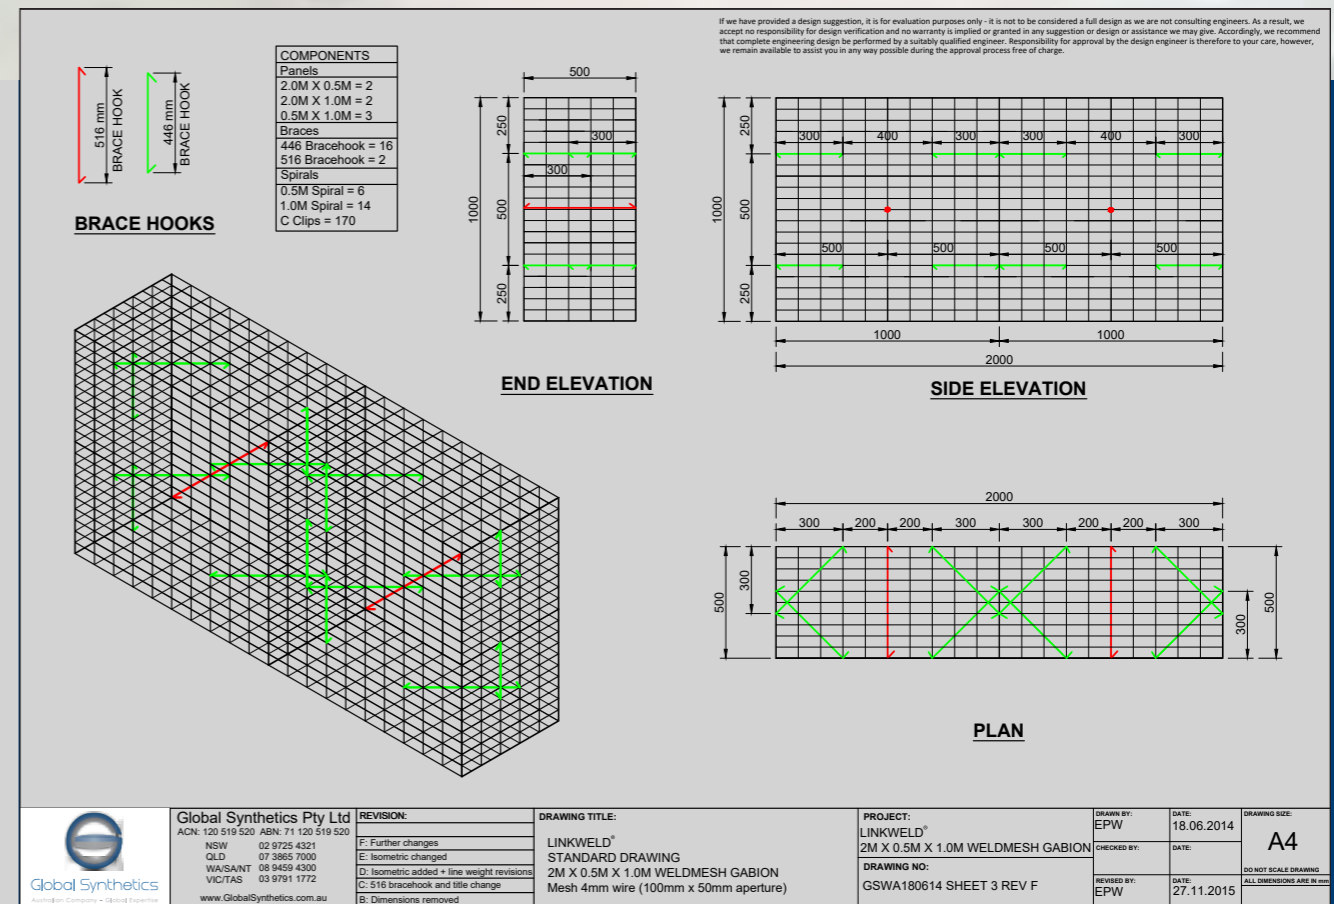 If we have provided a design suggestion, it is for evaluation purposes only - it is not to be considered a full design as we are not consulting engineers. As a result, we
accept no responsibility for design verification and no warranty is implied or granted in any suggestion or design or assistance we may give. Accordingly, we recommend
that complete engineering design be performed by a suitably qualified engineer. Responsibility for approval by the design engineer is therefore to your care, however,
we remain available to assist you in any way possible during the approval process free of charge.
516 mm
BRACE HOOK
446 mm
BRACE HOOK
BRACE HOOKS
COMPONENTS
Panels
2.0M X 0.5M = 2
2.0M X 1.0M = 2
0.5M X 1.0M = 3
Braces
446 Bracehook = 16
516 Bracehook = 2
Spirals
0.5M Spiral = 6
1.0M Spiral = 14
C Clips = 170
500
1000
250
500
250
300
300
END ELEVATION
1000
250
500
250
300 400 300 300 400 300
500 500 500 500
1000 1000
2000
SIDE ELEVATION
2000
300 200 200 300 300 200 200 300
500
300
300
500
PLAN
Global Synthetics
Australian Company - Global Expertise
Global Synthetics Pty Ltd
ACN: 120 519 520 ABN: 71 120 519 520
NSW 02 9725 4321
QLD 07 3865 7000
WA/SA/NT 08 9459 4300
VIC/TAS 03 9791 1772
www.GlobalSynthetics.com.au
REVISION:
F: Further changes
E: Isometric changed
D: Isometric added + line weight revisions
C: 516 bracehook and title change
B: Dimensions removed
DRAWING TITLE:
LINKWELD®
STANDARD DRAWING
2M X 0.5M X 1.0M WELDMESH GABION
Mesh 4mm wire (100mm x 50mm aperture)
PROJECT:
LINKWELD®
2M X 0.5M X 1.0M WELDMESH GABION
DRAWING NO:
GSWA180614 SHEET 3 REV F
DRAWN BY:
EPW
DATE:
18.06.2014
CHECKED BY:
DATE:
REVISED BY:
EPW
DATE:
27.11.2015
DRAWING SIZE:
A4
DO NOT SCALE DRAWING
ALL DIMENSIONS ARE IN mm